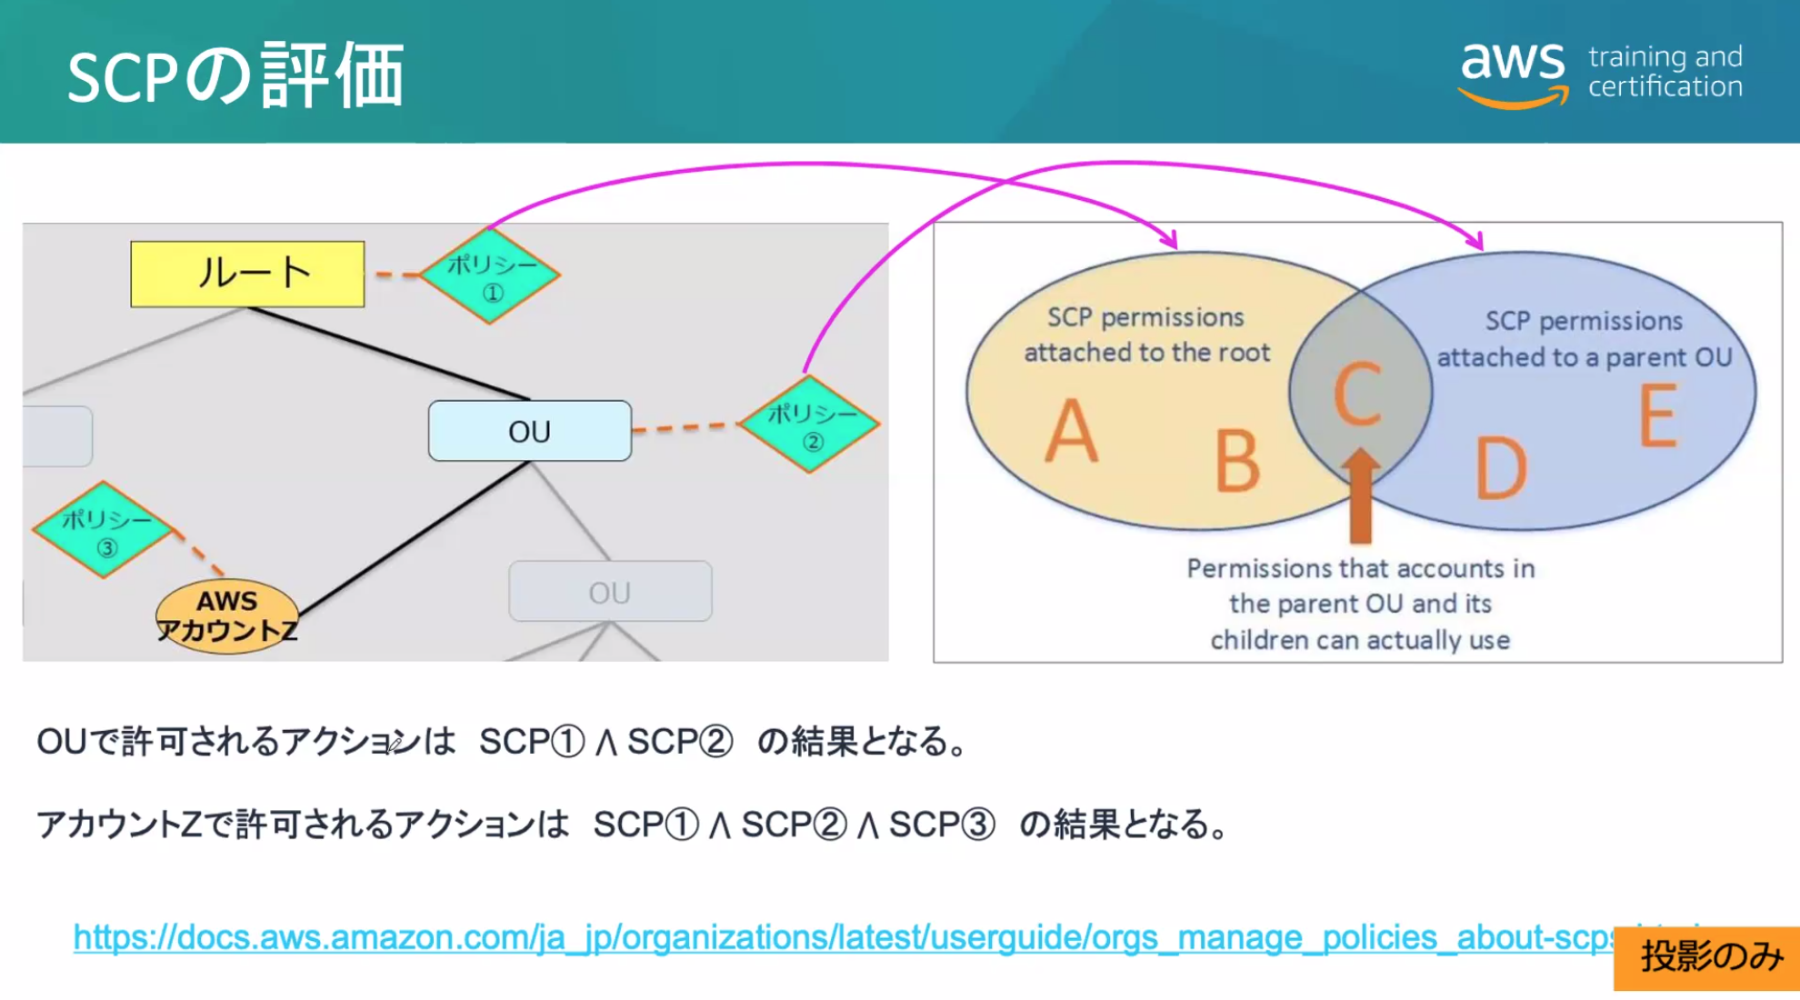 SCPの評価
aws training and
certification
ルート
ポリシー
①
OU
ポリシー
②
ポリシー
③
AWS
アカウントZ
OU
SCP permissions
attached to the root
SCP permissions
attached to a parent OU
A
B
C
D
E
Permissions that accounts in
the parent OU and its
children can actually use
OUで許可されるアクションは SCP① ∧ SCP② の結果となる。
アカウントZで許可されるアクションは SCP① ∧ SCP② ∧ SCP③ の結果となる。
https://docs.aws.amazon.com/ja_jp/organizations/latest/userguide/orgs_manage_policies_about-scps
投影のみ